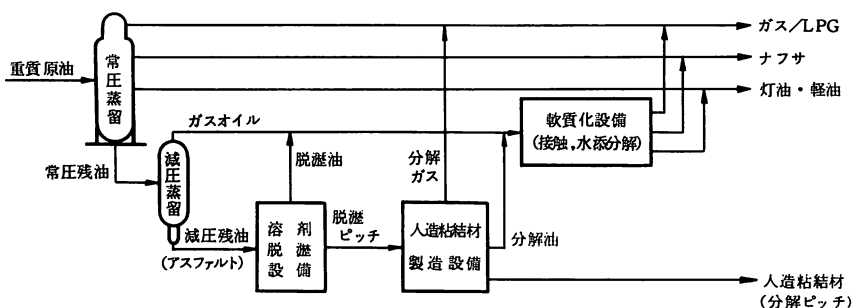 ガス/LPG
ナフサ
灯油・軽油
重質原油
常圧蒸留
ガスオイル
軟質化設備
(接触,水添分解)
常圧残油
減圧蒸留
脱瀝油
分解
ガス
減圧残油
(アスファルト)
溶剤
脱瀝
設備
脱瀝
ピッチ
人造粘結材
製造設備
分解油
人造粘結材
(分解ピッチ)